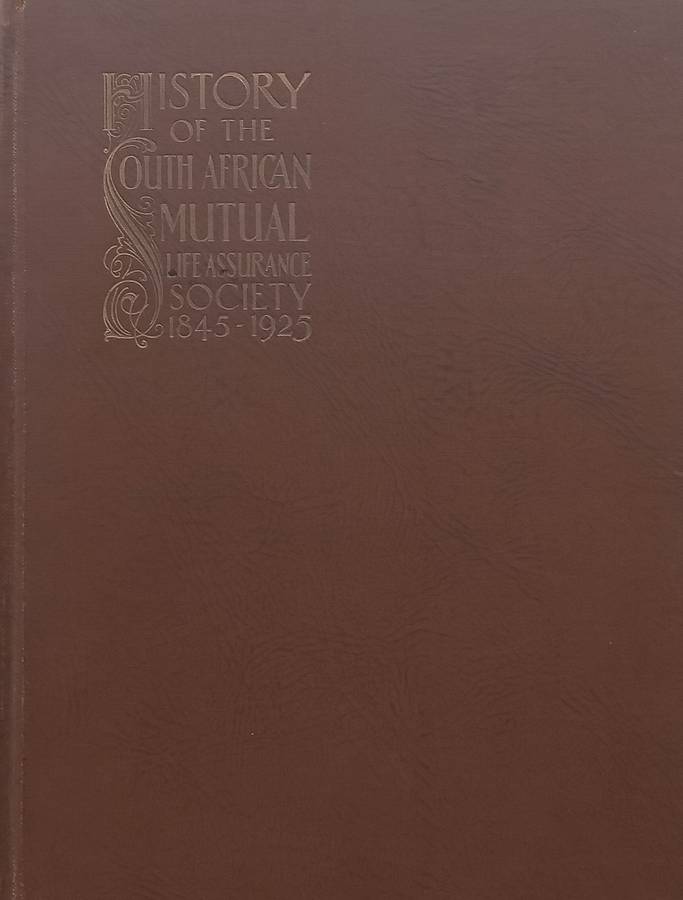 HISTORY
OF THE
SOUTH AFRICAN
MUTUAL
LIFE ASSURANCE
SOCIETY
1845-1925